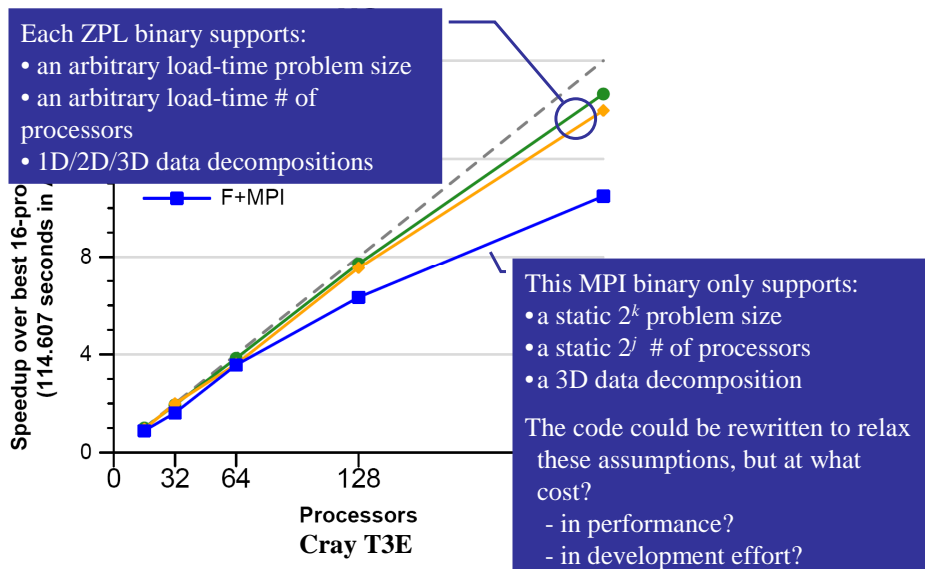 Each ZPL binary supports:
• an arbitrary load-time problem size
• an arbitrary load-time # of
processors
• 1D/2D/3D data decompositions
Speedup over best 16-pro
(114.607 seconds in
F+MPI
8
4
0
0
32
64
128
Processors
Cray T3E
This MPI binary only supports:
• a static 2^k problem size
• a static 2^j # of processors
• a 3D data decomposition
The code could be rewritten to relax
these assumptions, but at what
cost?
- in performance?
- in development effort?